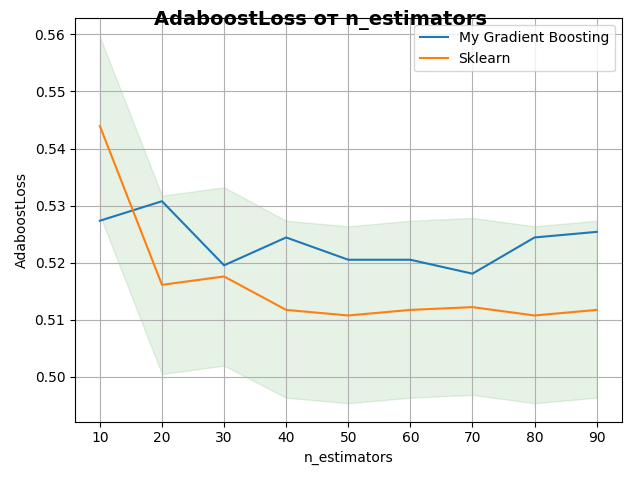 AdaboostLoss от n_estimators
My Gradient Boosting
Sklearn
0.56
0.55
0.54
0.53
0.52
0.51
0.50
AdaboostLoss
10 20 30 40 50 60 70 80 90
n_estimators